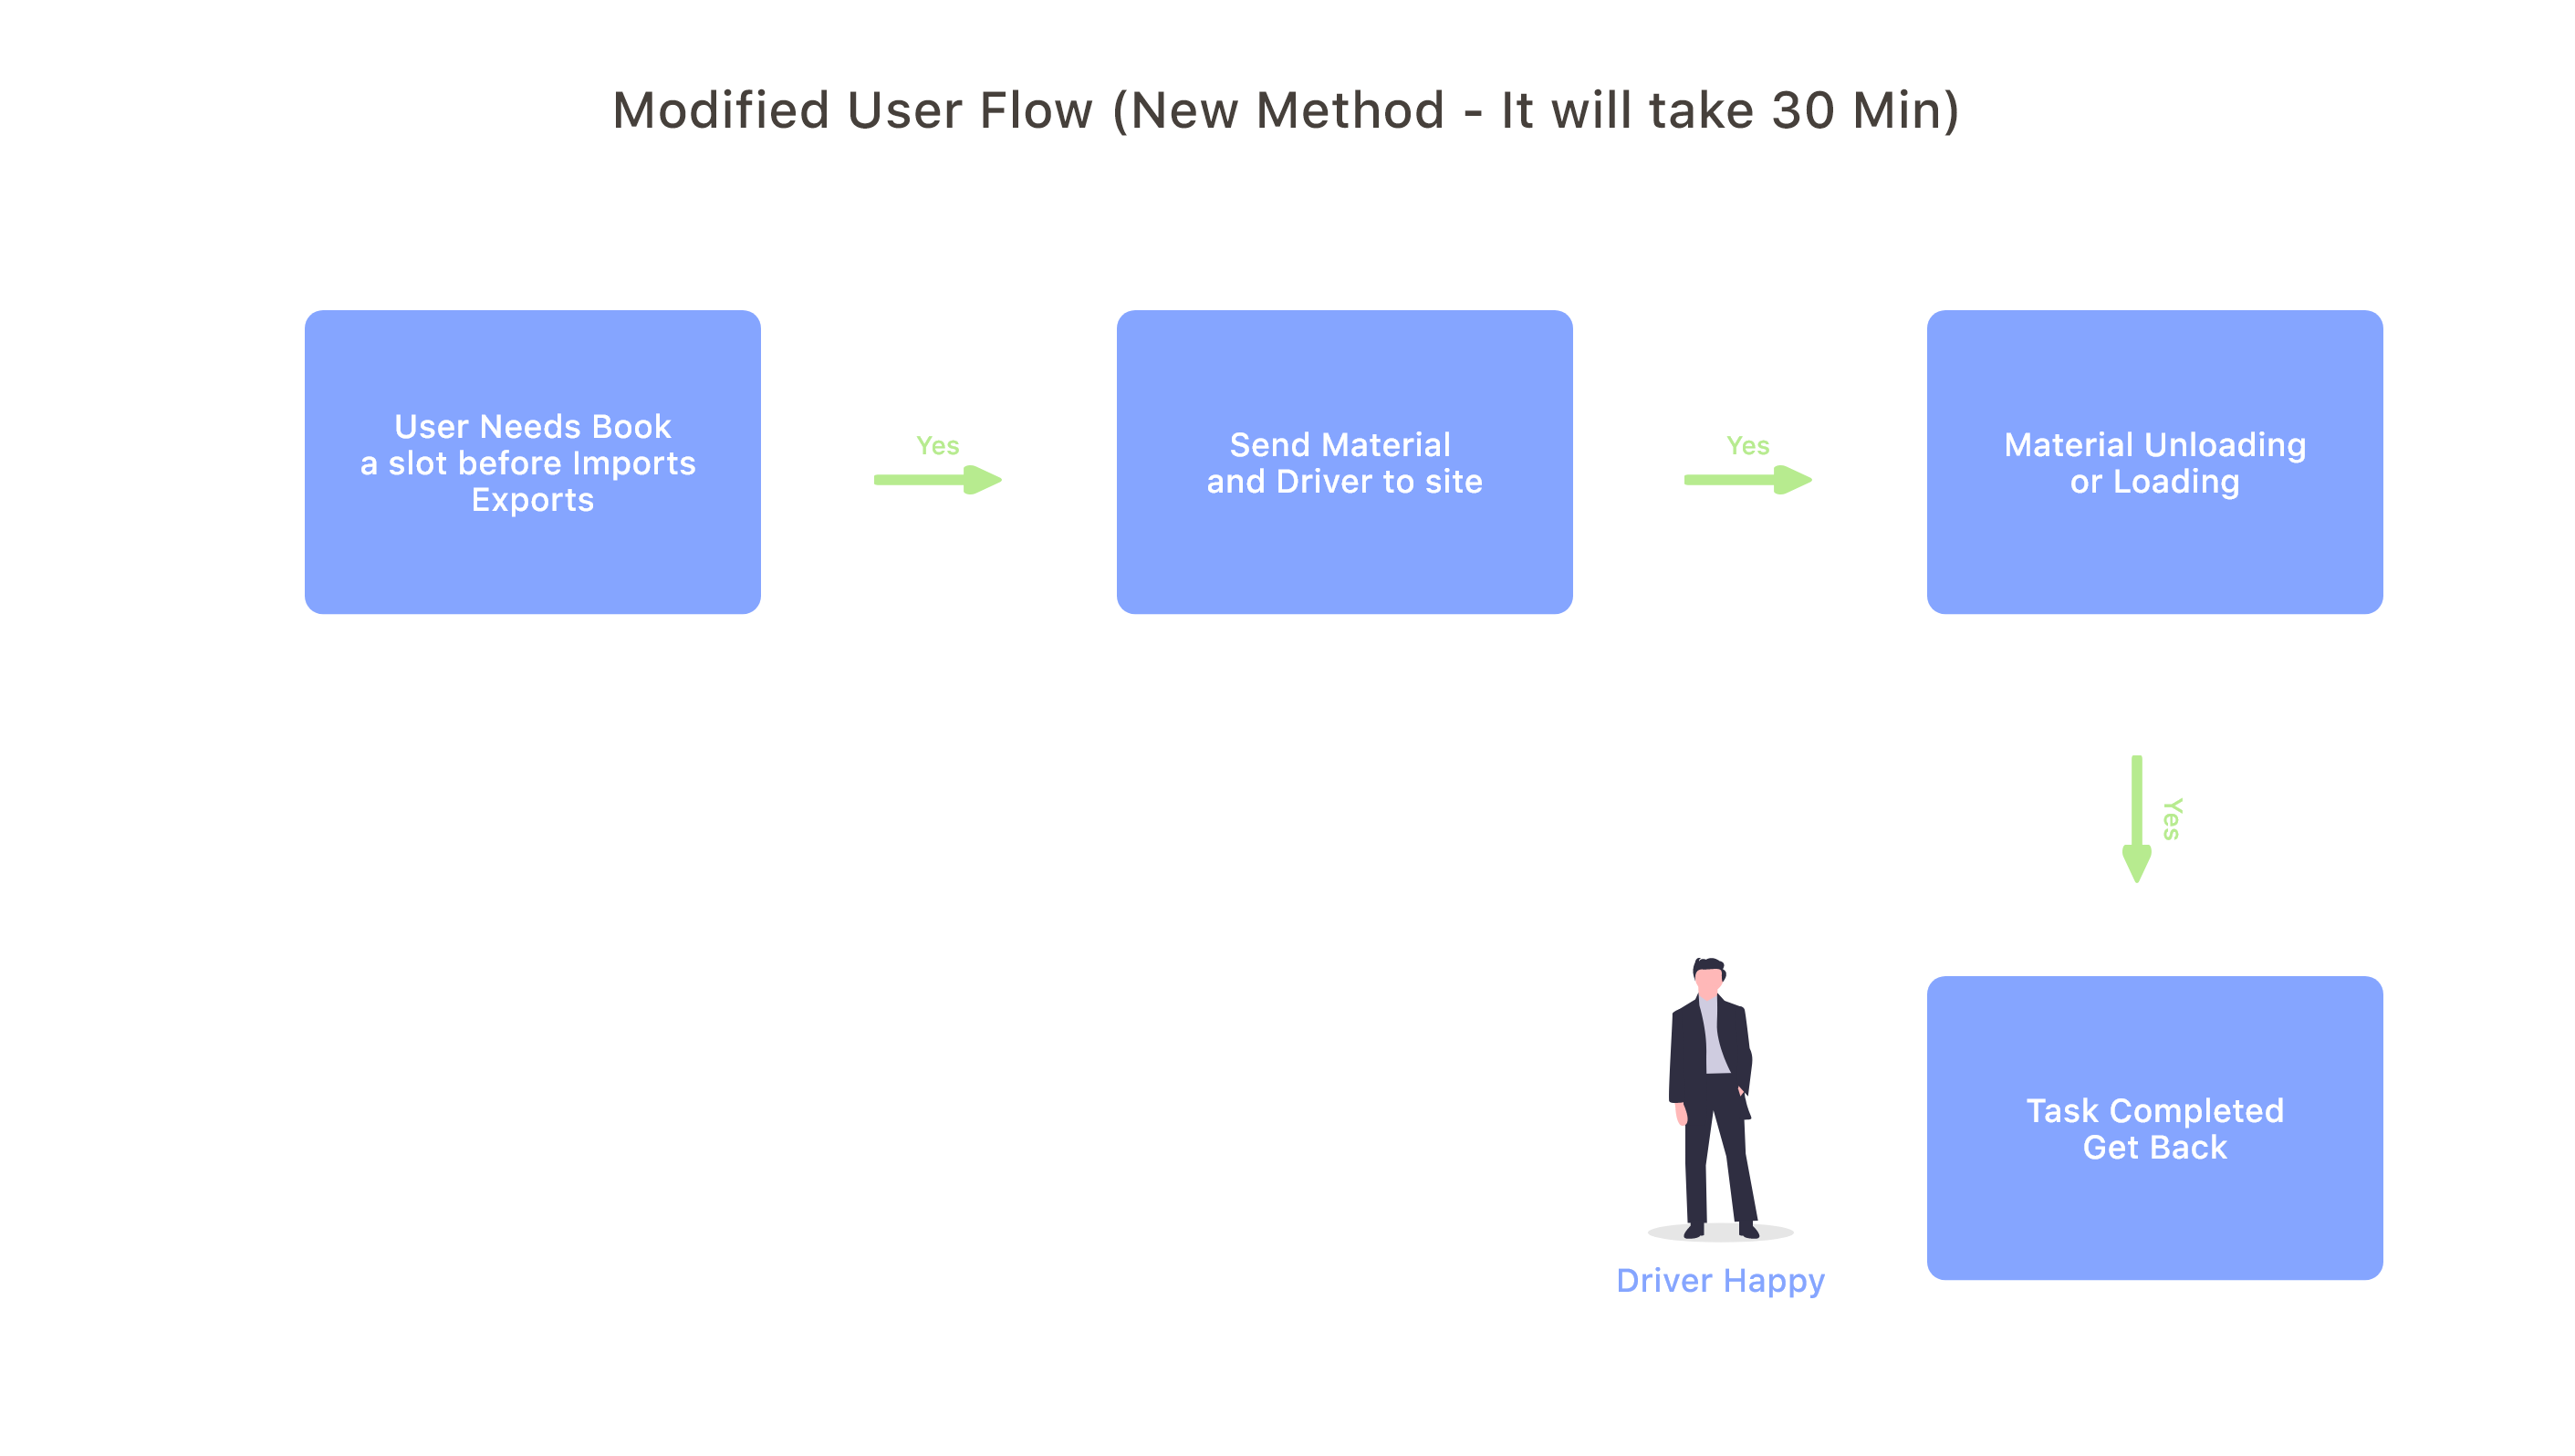 Modified User Flow (New Method - It will take 30 Min)
User Needs Book
a slot before Imports
Exports
Yes
Send Material
and Driver to site
Yes
Material Unloading
or Loading
Yes
Task Completed
Get Back
Driver Happy